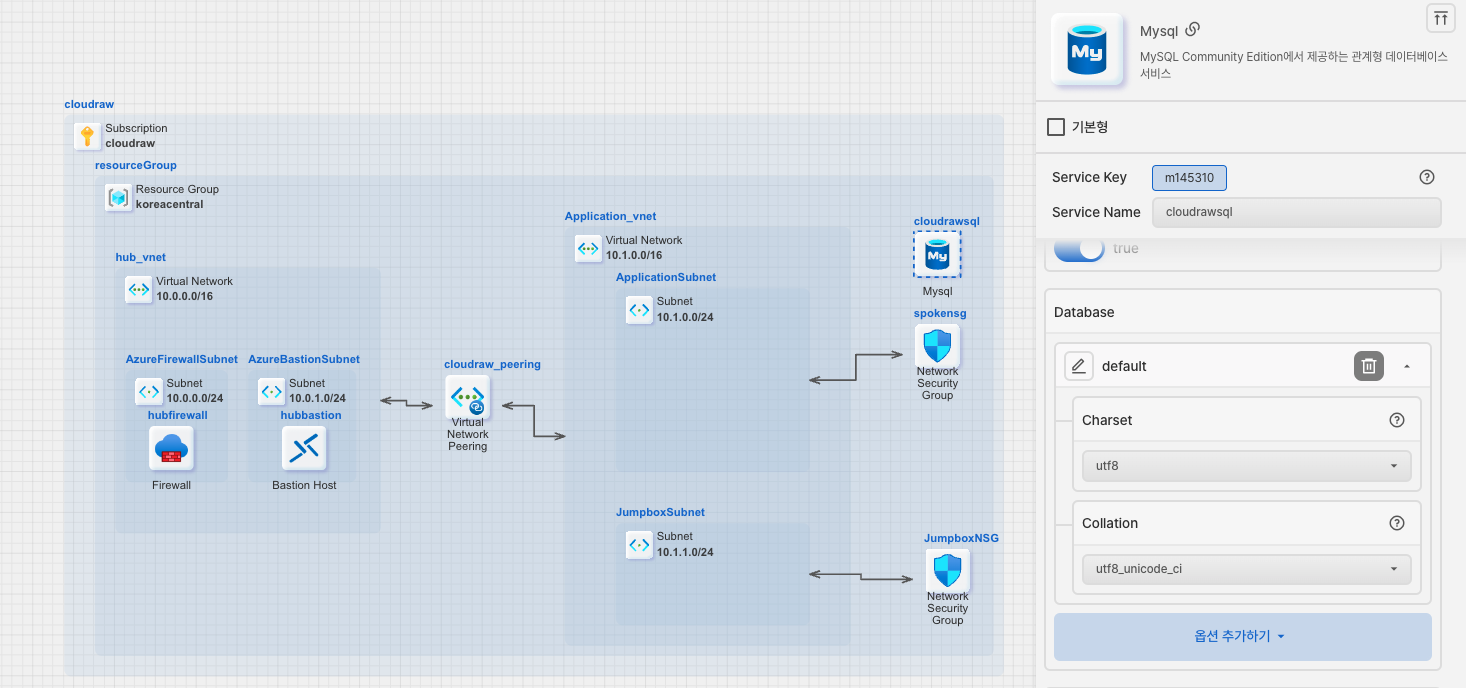 cloudraw
Subscription
cloudraw
resourceGroup
Resource Group
koreacentral
hub_vnet
Virtual Network
10.0.0.0/16
AzureFirewallSubnet
Subnet
10.0.0.0/24
hubfirewall
Firewall
AzureBastionSubnet
Subnet
10.0.1.0/24
hubbastion
Bastion Host
cloudraw_peering
Virtual
Network
Peering
Application_vnet
Virtual Network
10.1.0.0/16
ApplicationSubnet
Subnet
10.1.0.0/24
JumpboxSubnet
Subnet
10.1.1.0/24
cloudrawsql
My
Mysql
spokensg
Network
Security
Group
JumpboxNSG
Network
Security
Group
My
Mysql
MySQL Community Edition에서 제공하는 관계형 데이터베이스
서비스
기본형
Service Key
m145310
Service Name
cloudrawsql
true
Database
default
Charset
utf8
Collation
utf8_unicode_ci
옵션 추가하기